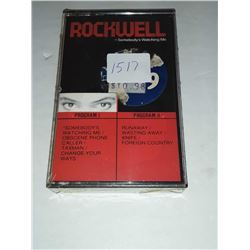 ROCKWELL
Somebody's Watching Me
1517
$10.98
PROGRAM I
"SOMEBODY'S
WATCHING ME /
OBSCENE PHONE
CALLER /
TAXMAN /
CHANGE YOUR
WAYS
PROGRAM II
RUNAWAY /
WASTING AWAY /
KNIFE /
FOREIGN COUNTRY